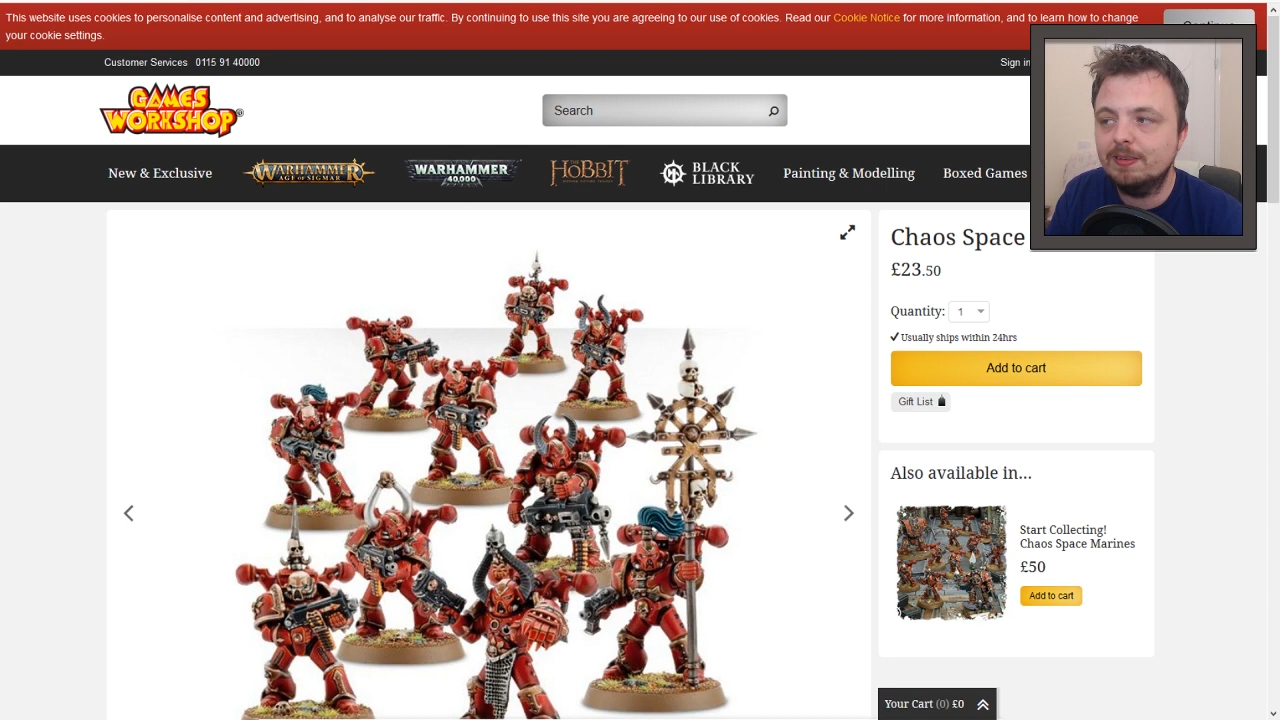 This website uses cookies to personalise content and advertising, and to analyse our traffic. By continuing to use this site you are agreeing to our use of cookies. Read our Cookie Notice for more information, and to learn how to change
your cookie settings.
Customer Services 0115 91 40000
Sign in
GAMES
WORKSHOP®
Search
New & Exclusive
WARHAMMER
AGE OF SIGMAR
WARHAMMER
40,000
THE
HOBBIT
BLACK
LIBRARY
Painting & Modelling
Boxed Games
Chaos Space
£23.50
Quantity: 1
Usually ships within 24hrs
Add to cart
Gift List
Also available in...
Start Collecting!
Chaos Space Marines
£50
Add to cart
Your Cart (0) £0